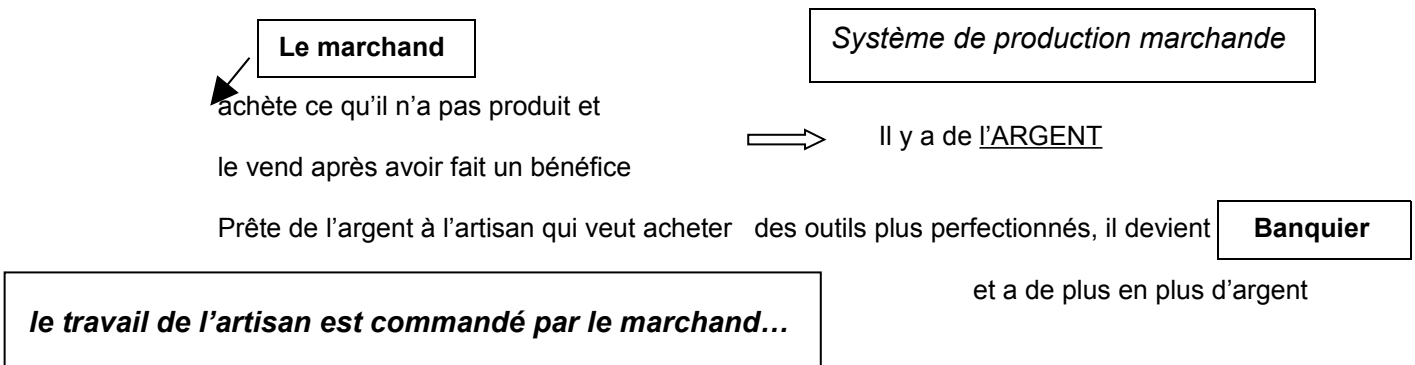 Le marchand
Système de production marchande
achète ce qu’il n’a pas produit et
Il y a de l’ARGENT
le vend après avoir fait un bénéfice
Prête de l’argent à l’artisan qui veut acheter des outils plus perfectionnés, il devient Banquier
et a de plus en plus d’argent
le travail de l’artisan est commandé par le marchand…